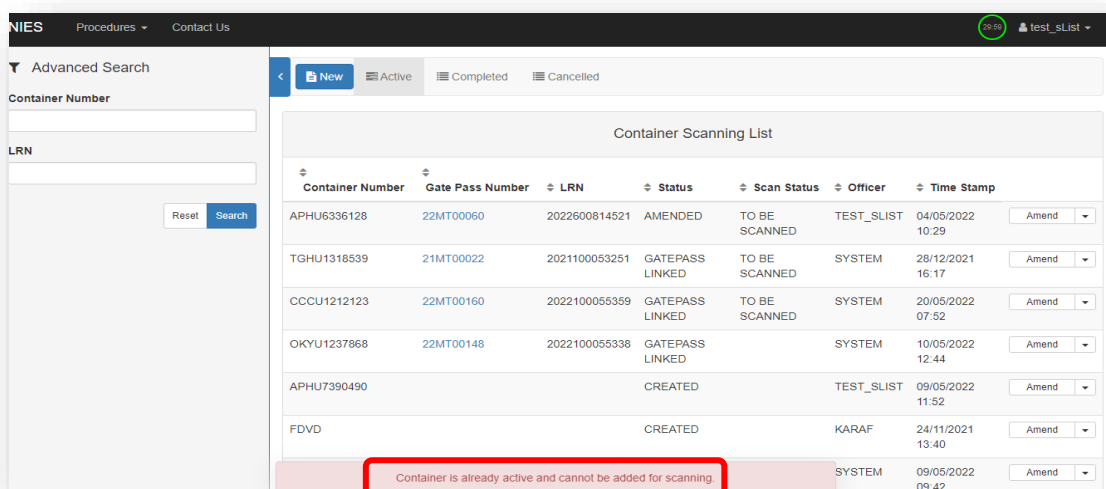 NIES Procedures Contact Us 29:59 test_sList
Advanced Search
New Active Completed Cancelled
Container Number
LRN
Reset Search
Container Scanning List
Container Number Gate Pass Number LRN Status Scan Status Officer Time Stamp
APHU6336128 22MT00060 2022600814521 AMENDED TO BE TEST_SLIST 04/05/2022 Amend
SCANNED 10:29
TGHU1318539 21MT00022 2021100053251 GATEPASS TO BE SYSTEM 28/12/2021 Amend
LINKED SCANNED 16:17
CCCU1212123 22MT00160 2022100055359 GATEPASS TO BE SYSTEM 20/05/2022 Amend
LINKED SCANNED 07:52
OKYU1237868 22MT00148 2022100055338 GATEPASS SYSTEM 10/05/2022 Amend
LINKED 12:44
APHU7390490 CREATED TEST_SLIST 09/05/2022 Amend
11:52
FDVD CREATED KARAF 24/11/2021 Amend
13:40
SYSTEM 09/05/2022 Amend
Container is already active and cannot be added for scanning.
09:42